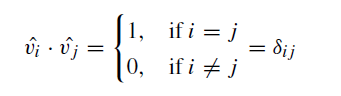 v̂ᵢ · v̂ⱼ = { 1, if i = j
0, if i ≠ j } = δᵢⱼ